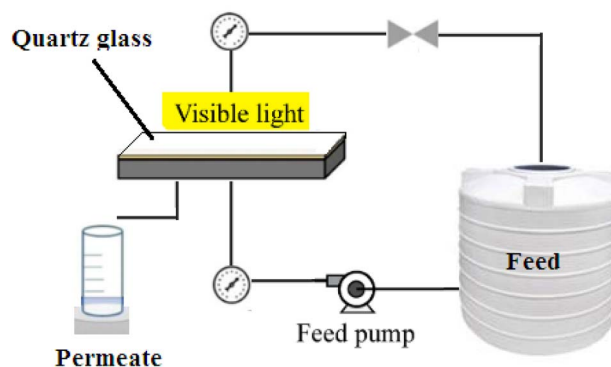 Quartz glass
Visible light
Feed
Feed pump
Permeate